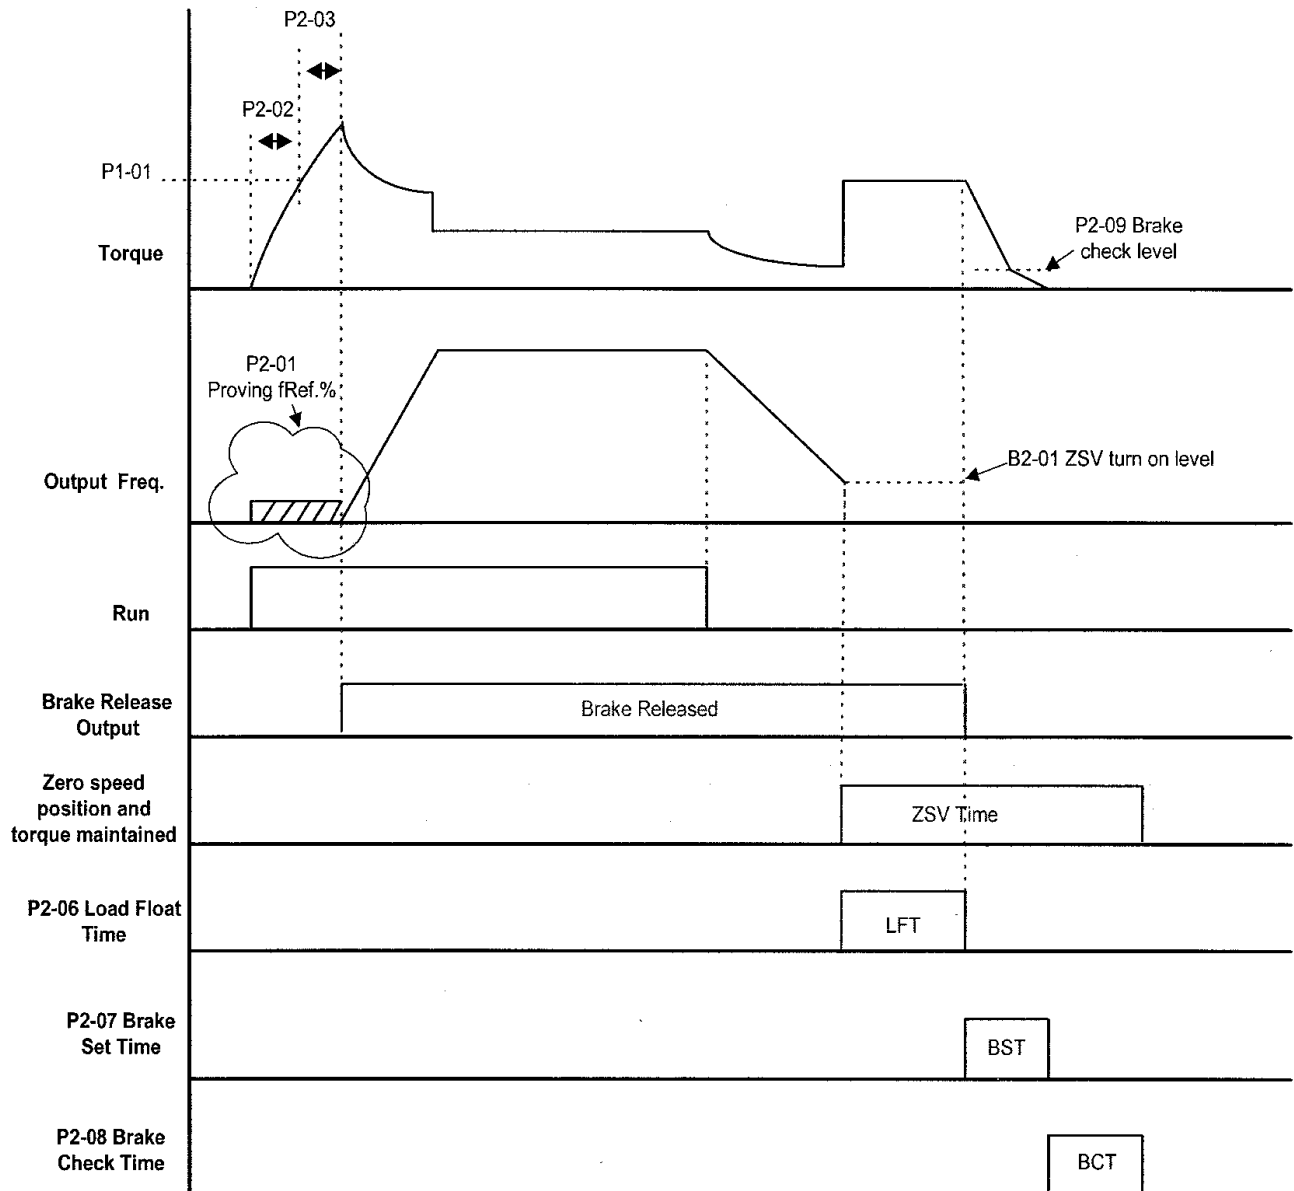 P2-03
P2-02
P1-01
Torque
P2-09 Brake
check level
P2-01
Proving fRef.%
Output Freq.
B2-01 ZSV turn on level
Run
Brake Release
Output
Brake Released
Zero speed
position and
torque maintained
ZSV Time
P2-06 Load Float
Time
LFT
P2-07 Brake
Set Time
BST
P2-08 Brake
Check Time
BCT